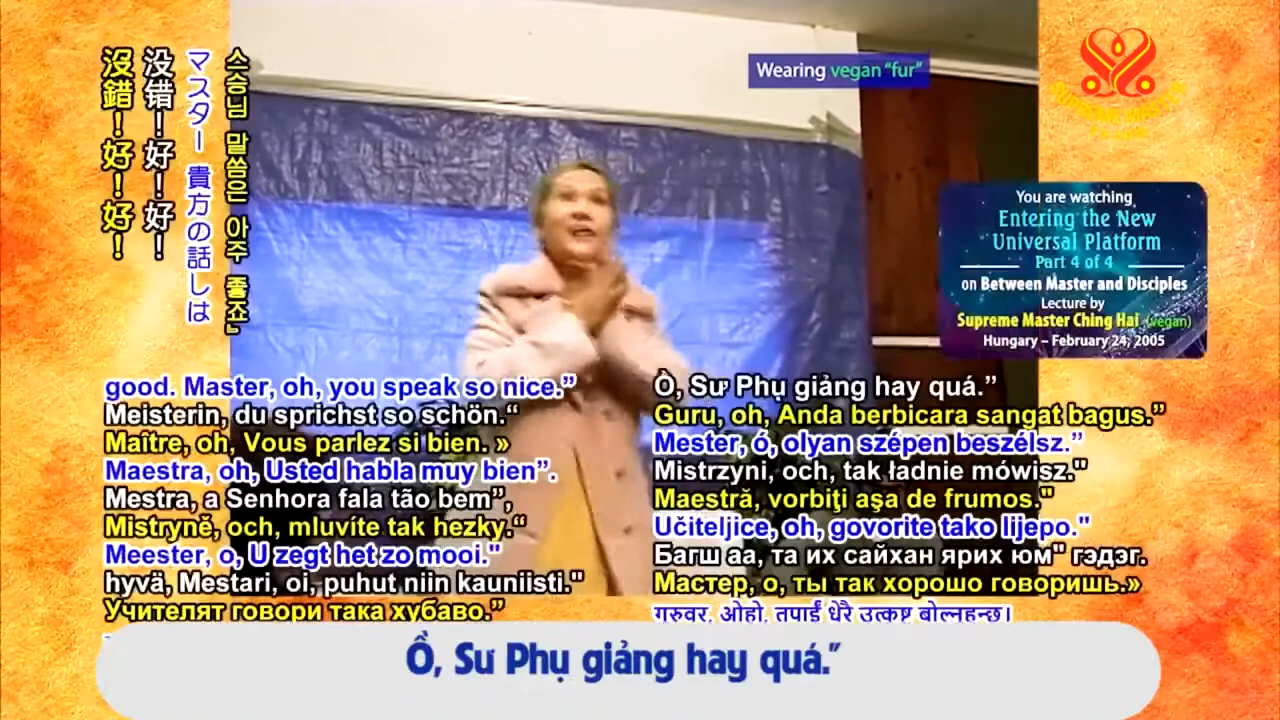 沒錯！好！好！
没错！好！好！
マスター 貴方の話しは
스승님 말씀은 아주 좋죠」
Wearing vegan “fur”
You are watching
Entering the New
Universal Platform
Part 4 of 4
on Between Master and Disciples
Lecture by
Supreme Master Ching Hai (vegan)
Hungary – February 24, 2005
good. Master, oh, you speak so nice.”
Meisterin, du sprichst so schön.“
Maître, oh, Vous parlez si bien. »
Maestra, oh, Usted habla muy bien”.
Mestra, a Senhora fala tão bem”,
Mistryně, och, mluvíte tak hezky.“
Meester, o, U zegt het zo mooi."
hyvä, Mestari, oi, puhut niin kauniisti."
Учителят говори така хубаво.”
Ò, Sư Phụ giảng hay quá.”
Guru, oh, Anda berbicara sangat bagus.”
Mester, ó, olyan szépen beszélsz.”
Mistrzyni, och, tak ładnie mówisz."
Maestră, vorbiţi aşa de frumos."
Učiteljice, oh, govorite tako lijepo."
Багш аа, та их сайхан ярих юм" гэдэг.
Мастер, о, ты так хорошо говоришь.»
गुरुवर, ओहो, तपाईं धेरै उत्कृष्ट बोल्नुहुन्छ।
Ồ, Sư Phụ giảng hay quá.”